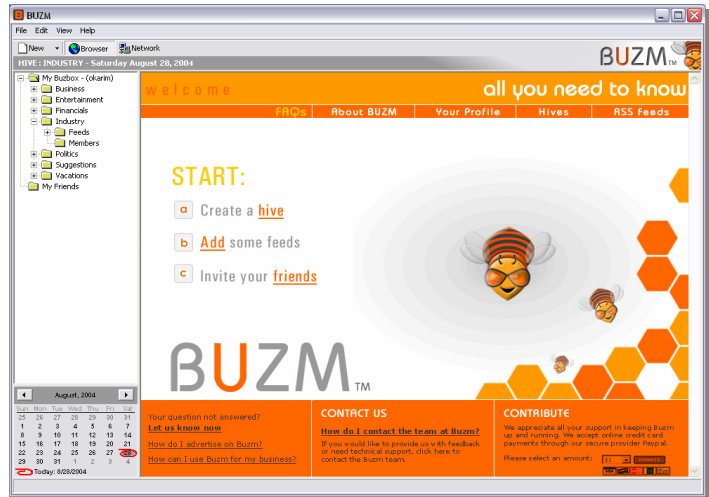 BUZM
File Edit View Help
New Browser Network
HIVE : INDUSTRY - Saturday August 28, 2004
BUZM TM
My Buzbox - (okarim)
Business
Entertainment
Financials
Industry
Feeds
Members
Politics
Suggestions
Vacations
My Friends
welcome
all you need to know
FAQs About BUZM Your Profile Hives RSS Feeds
START:
a Create a hive
b Add some feeds
c Invite your friends
BUZM TM
August, 2004
Sun Mon Tue Wed Thu Fri Sat
25 26 27 28 29 30 31
1 2 3 4 5 6 7
8 9 10 11 12 13 14
15 16 17 18 19 20 21
22 23 24 25 26 27 28
29 30 31 1 2 3 4
Today: 8/28/2004
Your question not answered?
Let us know now
How do I advertise on Buzm?
How can I use Buzm for my business?
CONTACT US
How do I contact the team at Buzm?
If you would like to provide us with feedback
or need technical support, click here to
contact the Buzm team.
CONTRIBUTE
We appreciate all your support in keeping Buzm
up and running. We accept online credit card
payments through our secure provider Paypal.
Please select an amount: